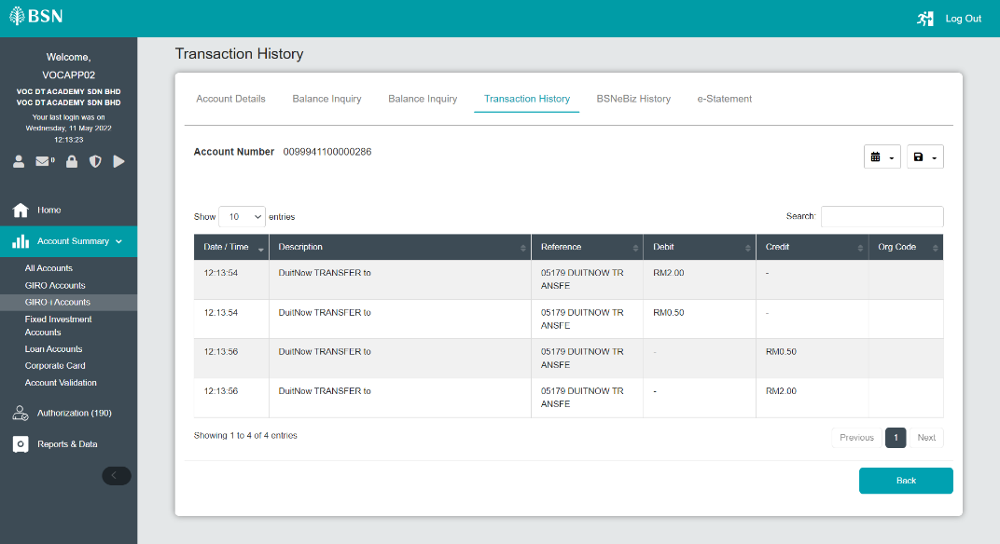 BSN
Log Out
Welcome,
VOCAPP02
VOC DT ACADEMY SDN BHD
VOC DT ACADEMY SDN BHD
Your last login was on
Wednesday, 11 May 2022
12:13:23
0
Home
Account Summary
All Accounts
GIRO Accounts
GIRO-i Accounts
Fixed Investment
Accounts
Loan Accounts
Corporate Card
Account Validation
Authorization (190)
Reports & Data
Transaction History
Account Details Balance Inquiry Balance Inquiry Transaction History BSNeBiz History e-Statement
Account Number 0099941100000286
Show 10 entries Search:
Date / Time Description Reference Debit Credit Org Code
12:13:54 DuitNow TRANSFER to 05179 DUITNOW TR RM2.00 -
ANSFE
12:13:54 DuitNow TRANSFER to 05179 DUITNOW TR RM0.50 -
ANSFE
12:13:56 DuitNow TRANSFER to 05179 DUITNOW TR - RM0.50
ANSFE
12:13:56 DuitNow TRANSFER to 05179 DUITNOW TR - RM2.00
ANSFE
Showing 1 to 4 of 4 entries
Previous 1 Next
Back